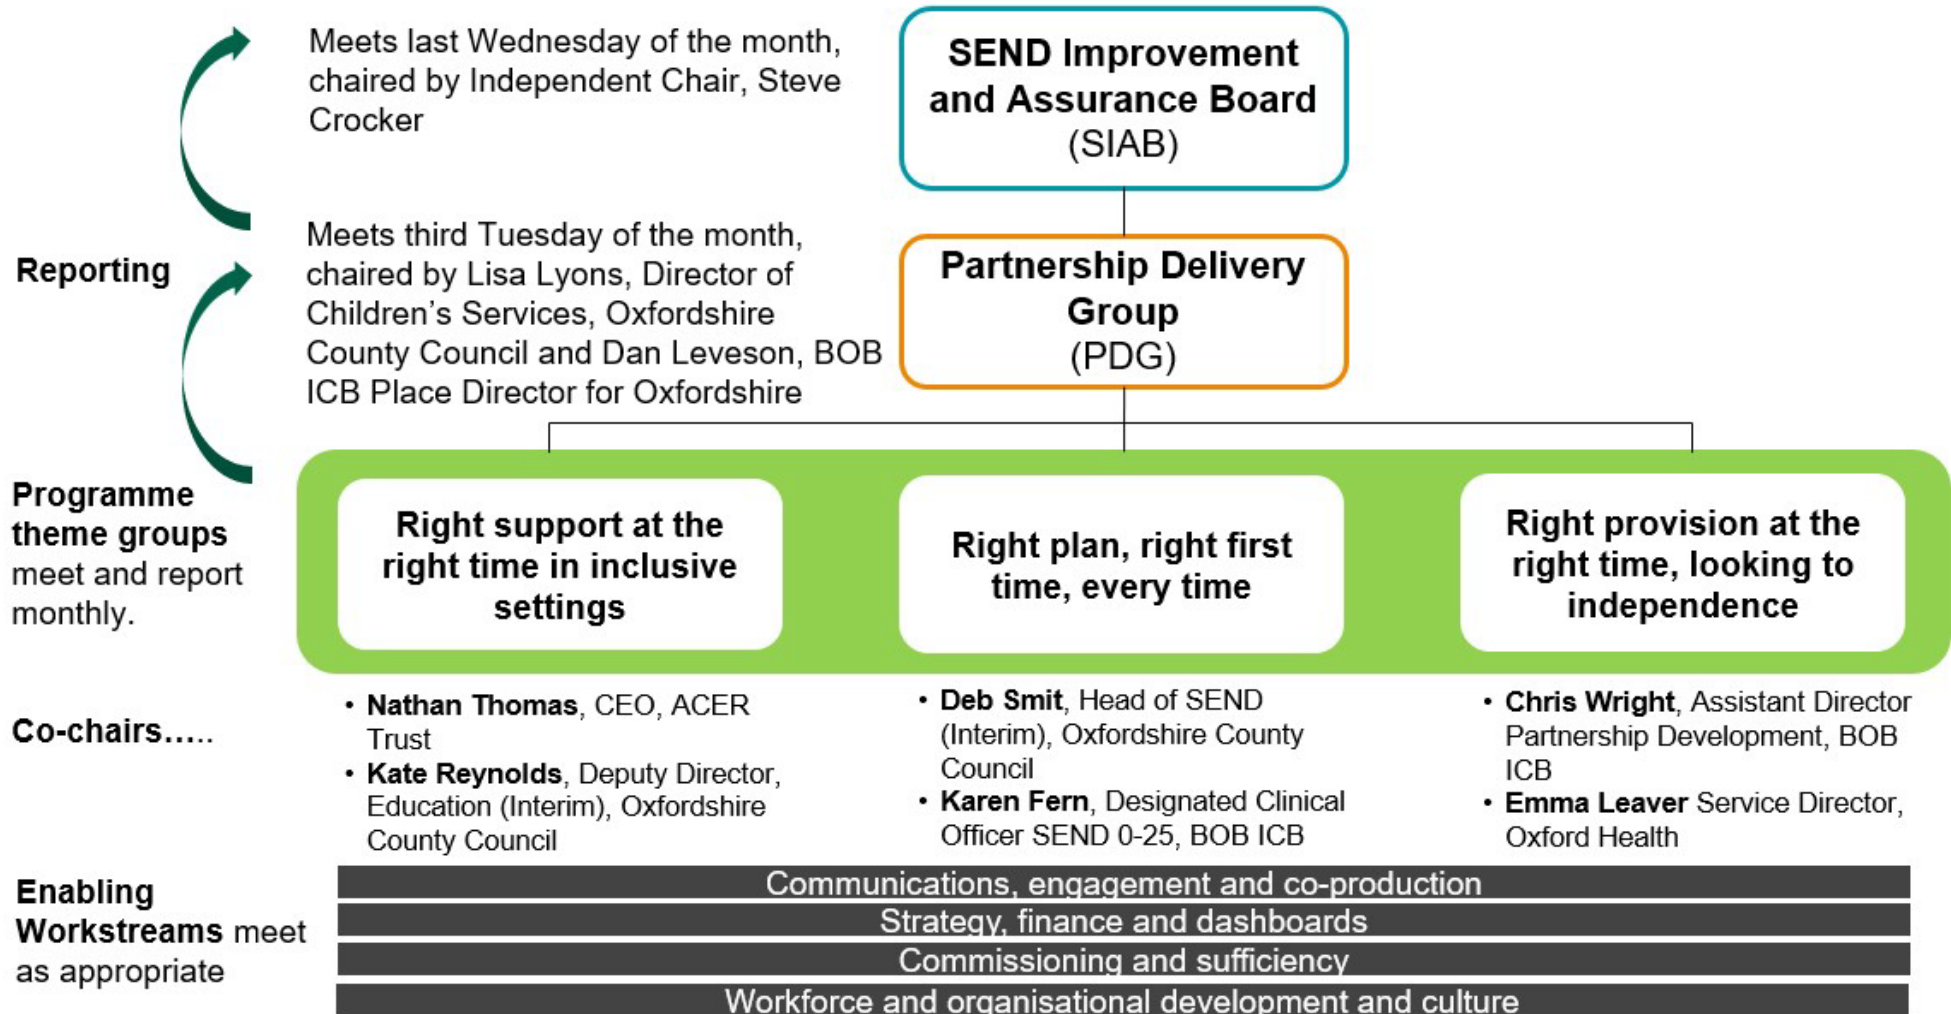 Meets last Wednesday of the month,
chaired by Independent Chair, Steve
Crocker
SEND Improvement
and Assurance Board
(SIAB)
Reporting
Meets third Tuesday of the month,
chaired by Lisa Lyons, Director of
Children’s Services, Oxfordshire
County Council and Dan Leveson, BOB
ICB Place Director for Oxfordshire
Partnership Delivery
Group
(PDG)
Programme
theme groups
meet and report
monthly.
Right support at the
right time in inclusive
settings
Right plan, right first
time, every time
Right provision at the
right time, looking to
independence
Co-chairs.....
• Nathan Thomas, CEO, ACER
Trust
• Kate Reynolds, Deputy Director,
Education (Interim), Oxfordshire
County Council
• Deb Smit, Head of SEND
(Interim), Oxfordshire County
Council
• Karen Fern, Designated Clinical
Officer SEND 0-25, BOB ICB
• Chris Wright, Assistant Director
Partnership Development, BOB
ICB
• Emma Leaver Service Director,
Oxford Health
Enabling
Workstreams meet
as appropriate
Communications, engagement and co-production
Strategy, finance and dashboards
Commissioning and sufficiency
Workforce and organisational development and culture